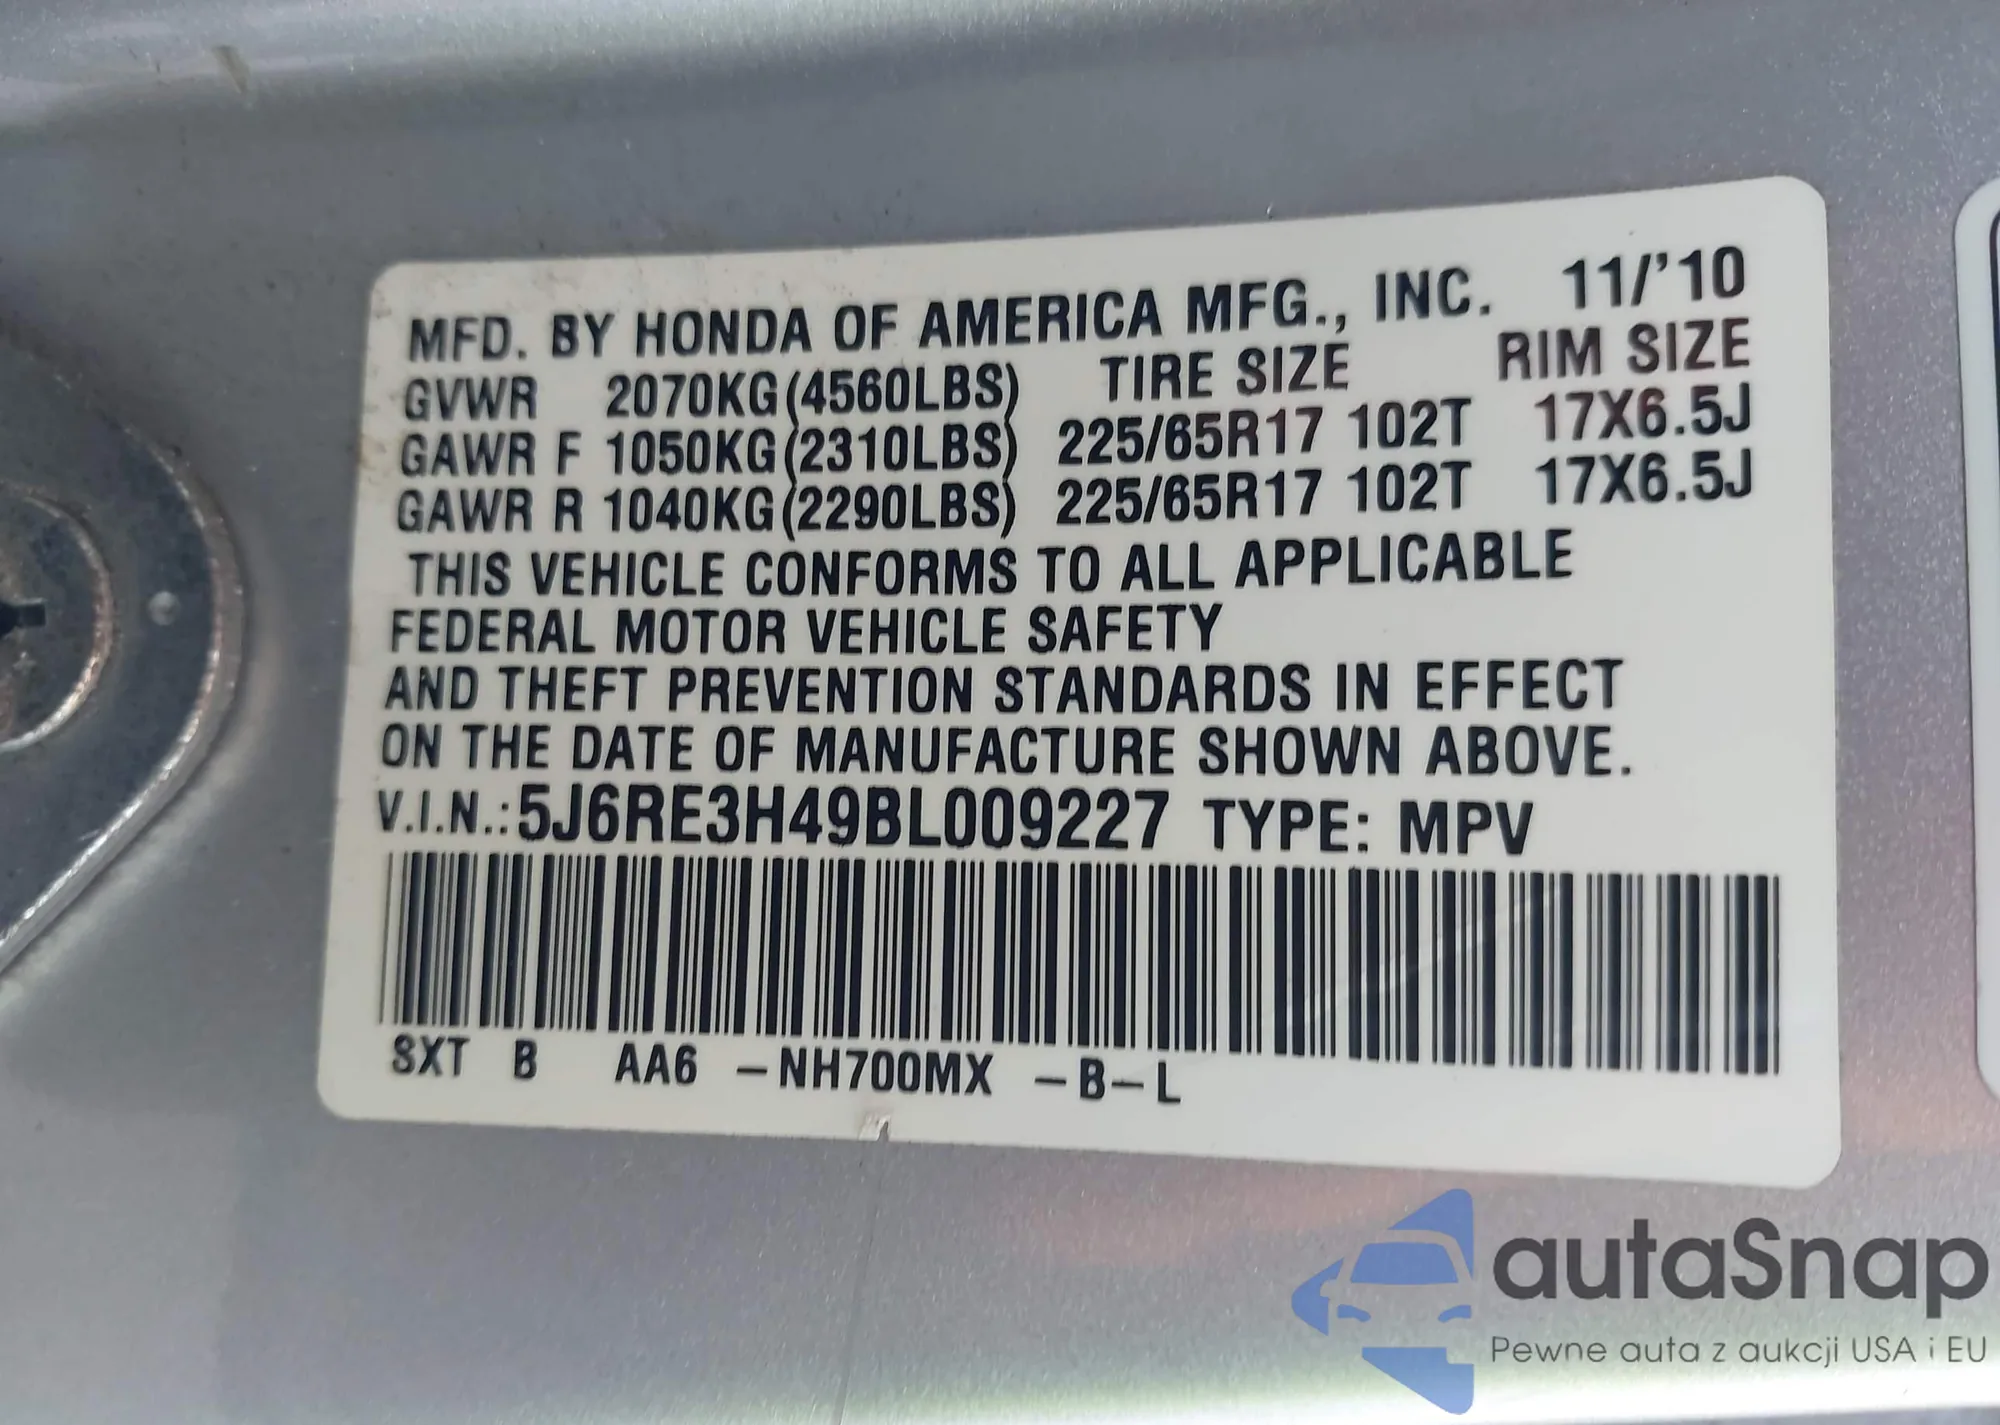 MFD. BY HONDA OF AMERICA MFG., INC. 11/'10
GVWR 2070KG(4560LBS) TIRE SIZE RIM SIZE
GAWR F 1050KG(2310LBS) 225/65R17 102T 17X6.5J
GAWR R 1040KG(2290LBS) 225/65R17 102T 17X6.5J
THIS VEHICLE CONFORMS TO ALL APPLICABLE
FEDERAL MOTOR VEHICLE SAFETY
AND THEFT PREVENTION STANDARDS IN EFFECT
ON THE DATE OF MANUFACTURE SHOWN ABOVE.
V.I.N.:5J6RE3H49BL009227 TYPE: MPV
SXT B AA6 -NH700MX -B-L
autaSnap
Pewne auta z aukcji USA i EU